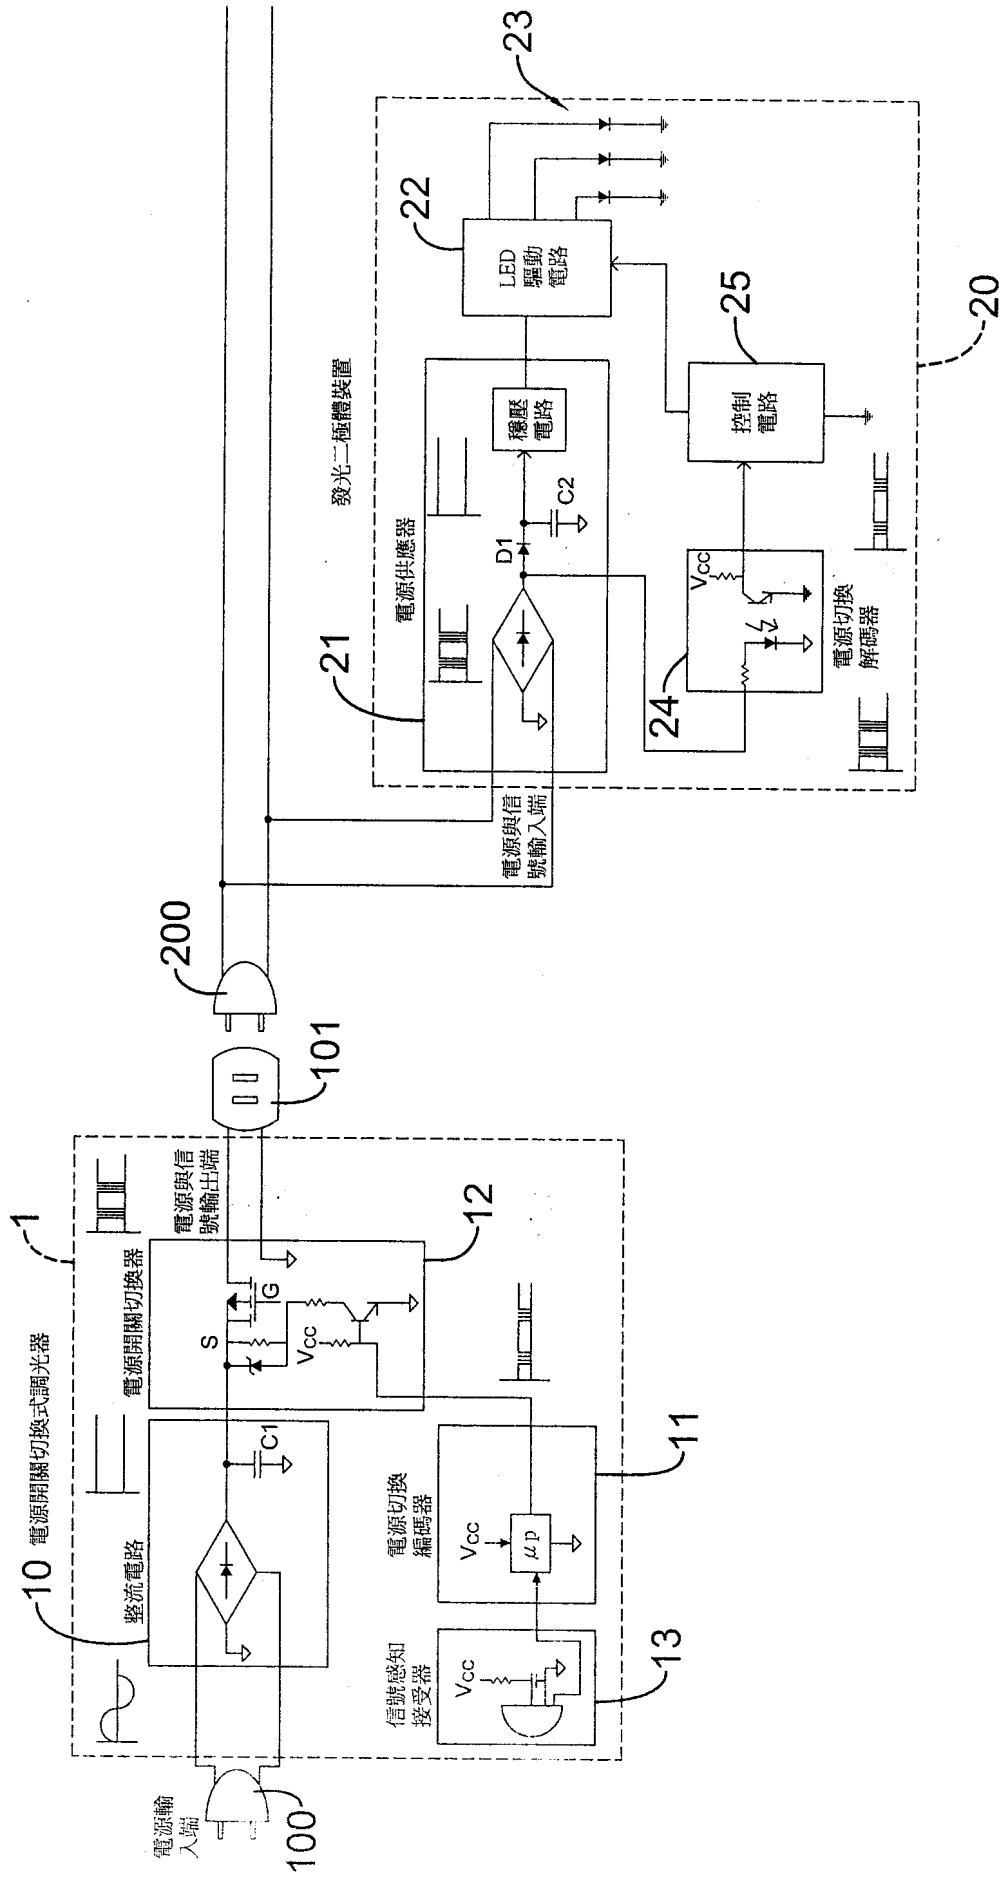 1
電源開關切換式調光器
10
整流電路
電源輸
入端
100
C1
電源開關切換器
S
G
Vcc
12
電源與信
號輸出端
101
200
信號感知
接受器
Vcc
13
電源切換
編碼器
Vcc
μp
11
發光二極體裝置
電源供應器
21
電源與信
號輸入端
D1
C2
穩壓
電路
22
LED
驅動
電路
23
24
Vcc
電源切換
解碼器
25
控制
電路
20